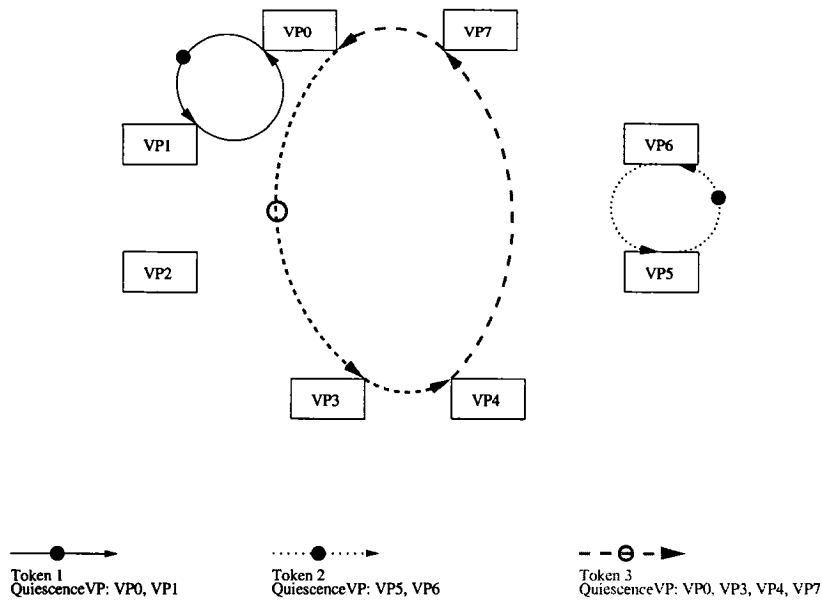 VP0
VP7
VP1
VP6
VP2
VP5
VP3
VP4
Token 1
QuiescenceVP: VP0, VP1
Token 2
QuiescenceVP: VP5, VP6
Token 3
QuiescenceVP: VP0, VP3, VP4, VP7